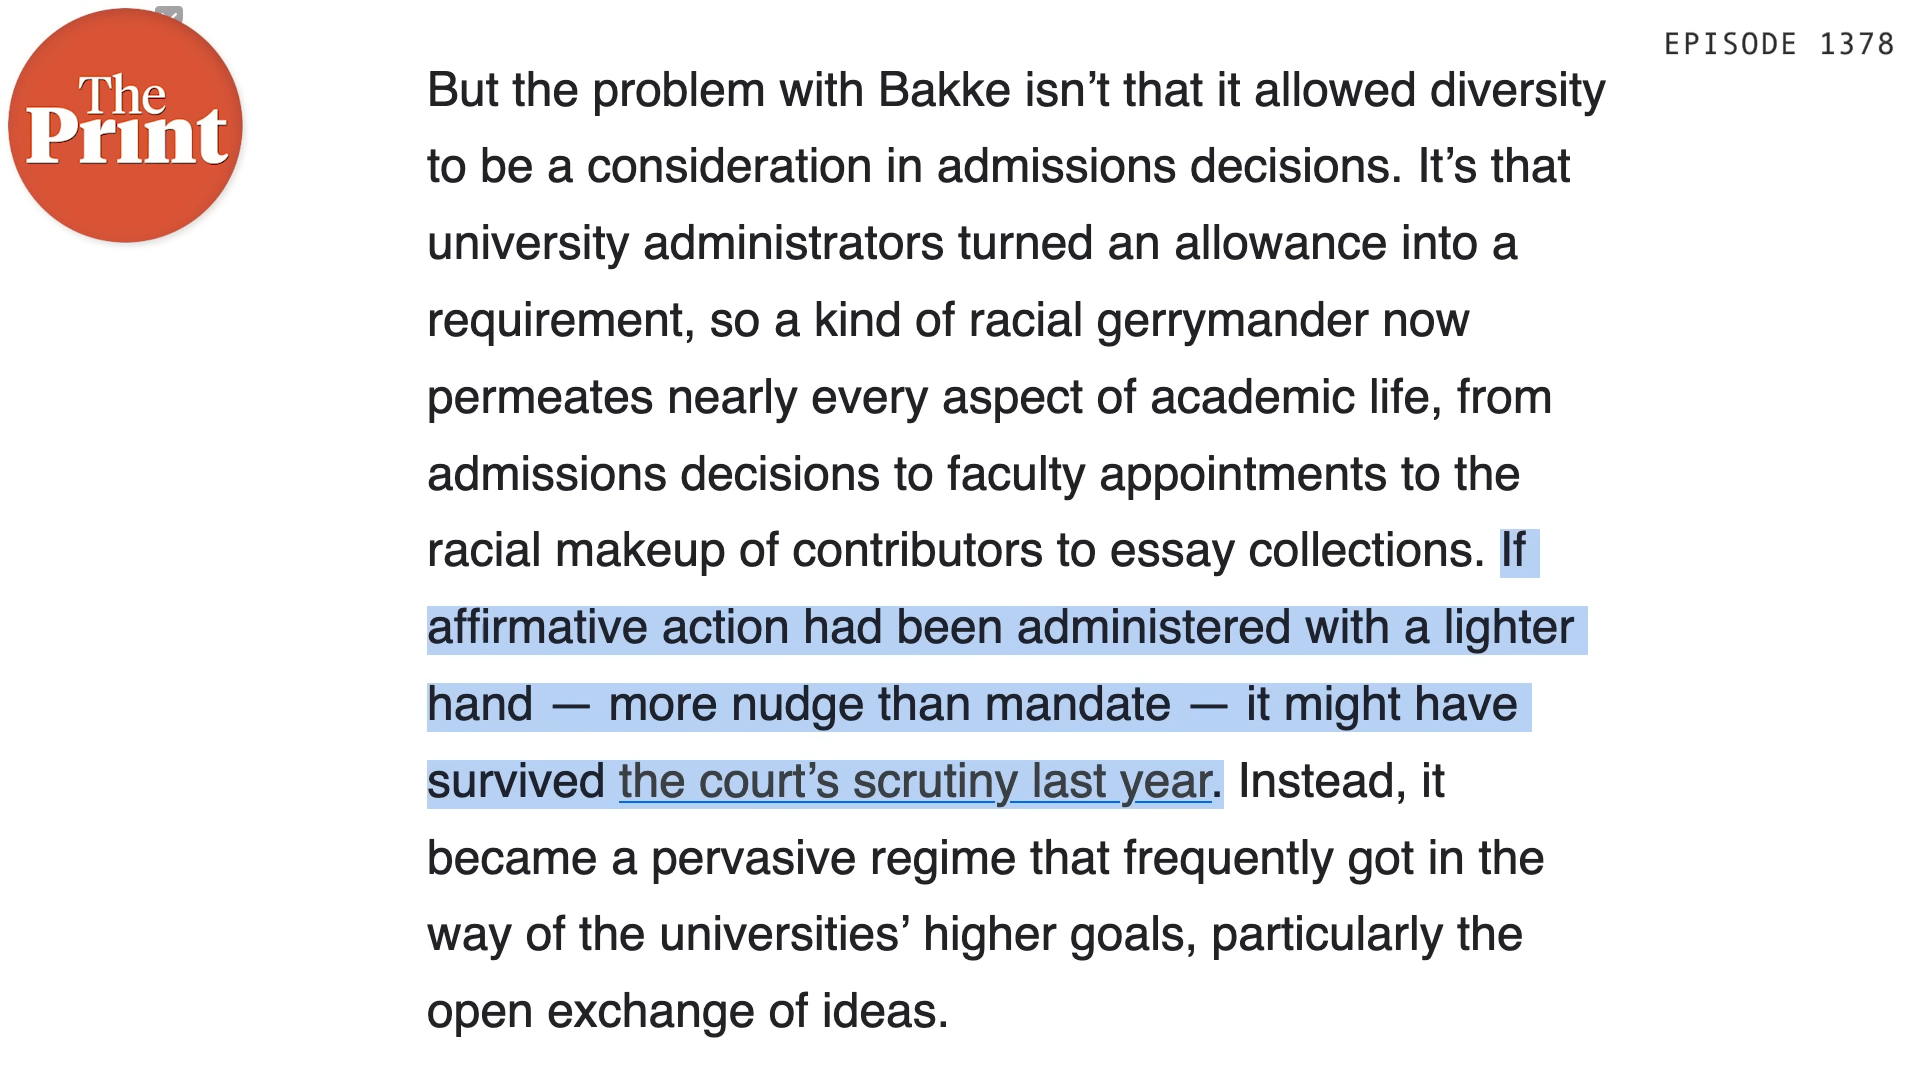 The
Print
EPISODE 1378
But the problem with Bakke isn’t that it allowed diversity
to be a consideration in admissions decisions. It’s that
university administrators turned an allowance into a
requirement, so a kind of racial gerrymander now
permeates nearly every aspect of academic life, from
admissions decisions to faculty appointments to the
racial makeup of contributors to essay collections. If
affirmative action had been administered with a lighter
hand — more nudge than mandate — it might have
survived the court’s scrutiny last year. Instead, it
became a pervasive regime that frequently got in the
way of the universities’ higher goals, particularly the
open exchange of ideas.